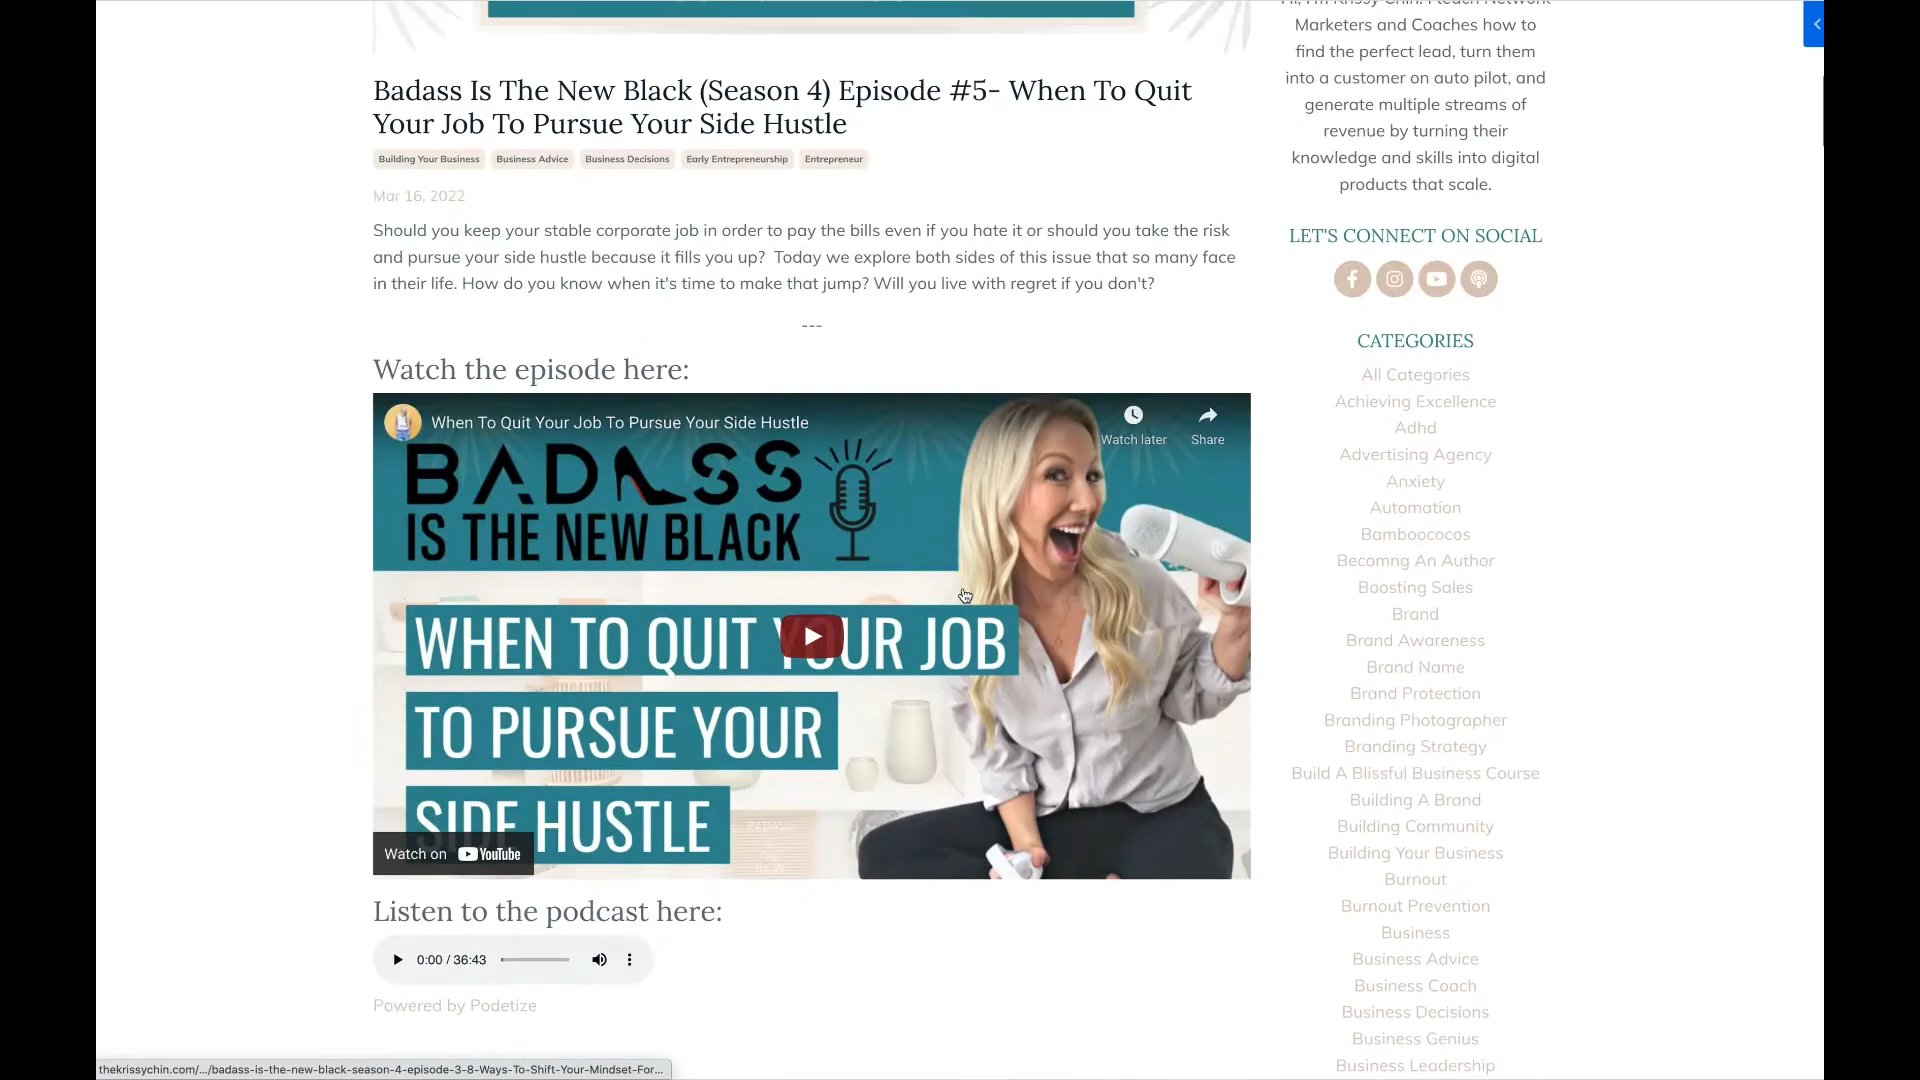 Hi, I'm Krissy Chin. I teach Network
Marketers and Coaches how to
find the perfect lead, turn them
into a customer on auto pilot, and
generate multiple streams of
revenue by turning their
knowledge and skills into digital
products that scale.
Badass Is The New Black (Season 4) Episode #5- When To Quit
Your Job To Pursue Your Side Hustle
Building Your Business Business Advice Business Decisions Early Entrepreneurship Entrepreneur
Mar 16, 2022
Should you keep your stable corporate job in order to pay the bills even if you hate it or should you take the risk
and pursue your side hustle because it fills you up? Today we explore both sides of this issue that so many face
in their life. How do you know when it's time to make that jump? Will you live with regret if you don't?
---
Watch the episode here:
When To Quit Your Job To Pursue Your Side Hustle
Watch later Share
BADASS
IS THE NEW BLACK
WHEN TO QUIT YOUR JOB
TO PURSUE YOUR
SIDE HUSTLE
Watch on YouTube
Listen to the podcast here:
0:00 / 36:43
Powered by Podetize
LET'S CONNECT ON SOCIAL
CATEGORIES
All Categories
Achieving Excellence
Adhd
Advertising Agency
Anxiety
Automation
Bamboococos
Becomng An Author
Boosting Sales
Brand
Brand Awareness
Brand Name
Brand Protection
Branding Photographer
Branding Strategy
Build A Blissful Business Course
Building A Brand
Building Community
Building Your Business
Burnout
Burnout Prevention
Business
Business Advice
Business Coach
Business Decisions
Business Genius
Business Leadership
thekrissychin.com/.../badass-is-the-new-black-season-4-episode-3-8-Ways-To-Shift-Your-Mindset-For...